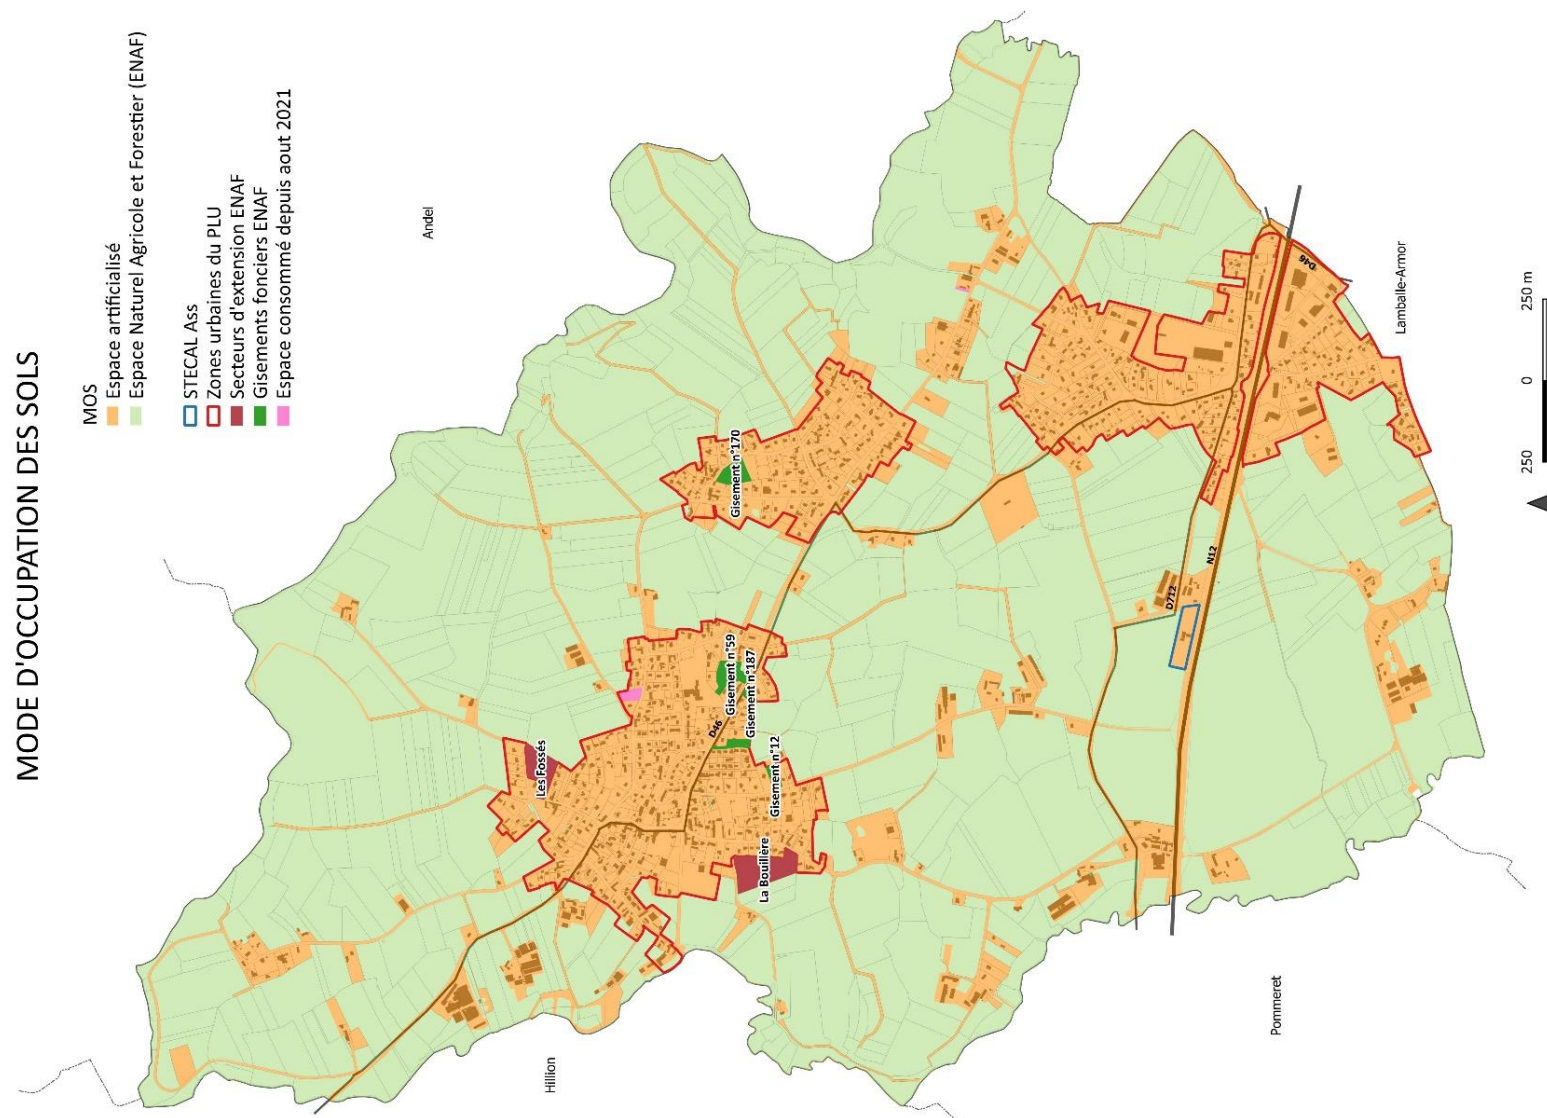 MODE D'OCCUPATION DES SOLS
MOS
Espace artificialisé
Espace Naturel Agricole et Forestier (ENAF)
STECAL Ass
Zones urbaines du PLU
Secteurs d'extension ENAF
Gisements fonciers ENAF
Espace consommé depuis aout 2021
Andel
Hillion
Pommeret
Lamballe-Armor
Les Fossés
La Bouillère
Gisement n°12
Gisement n°187
Gisement n°59
Gisement n°170
D46
D712
N12
D46
250
0
250 m